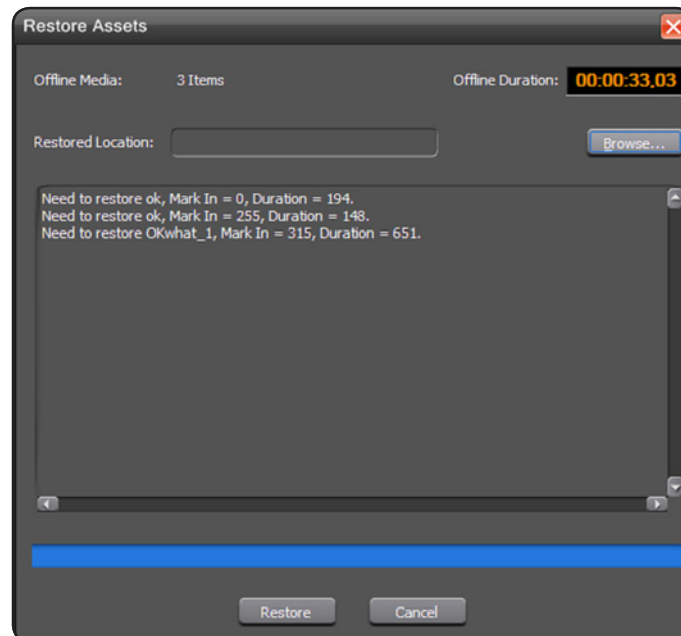 Restore Assets
Offline Media: 3 Items Offline Duration: 00:00:33.03
Restored Location: Browse...
Need to restore ok, Mark In = 0, Duration = 194.
Need to restore ok, Mark In = 255, Duration = 148.
Need to restore OKwhat_1, Mark In = 315, Duration = 651.
Restore Cancel